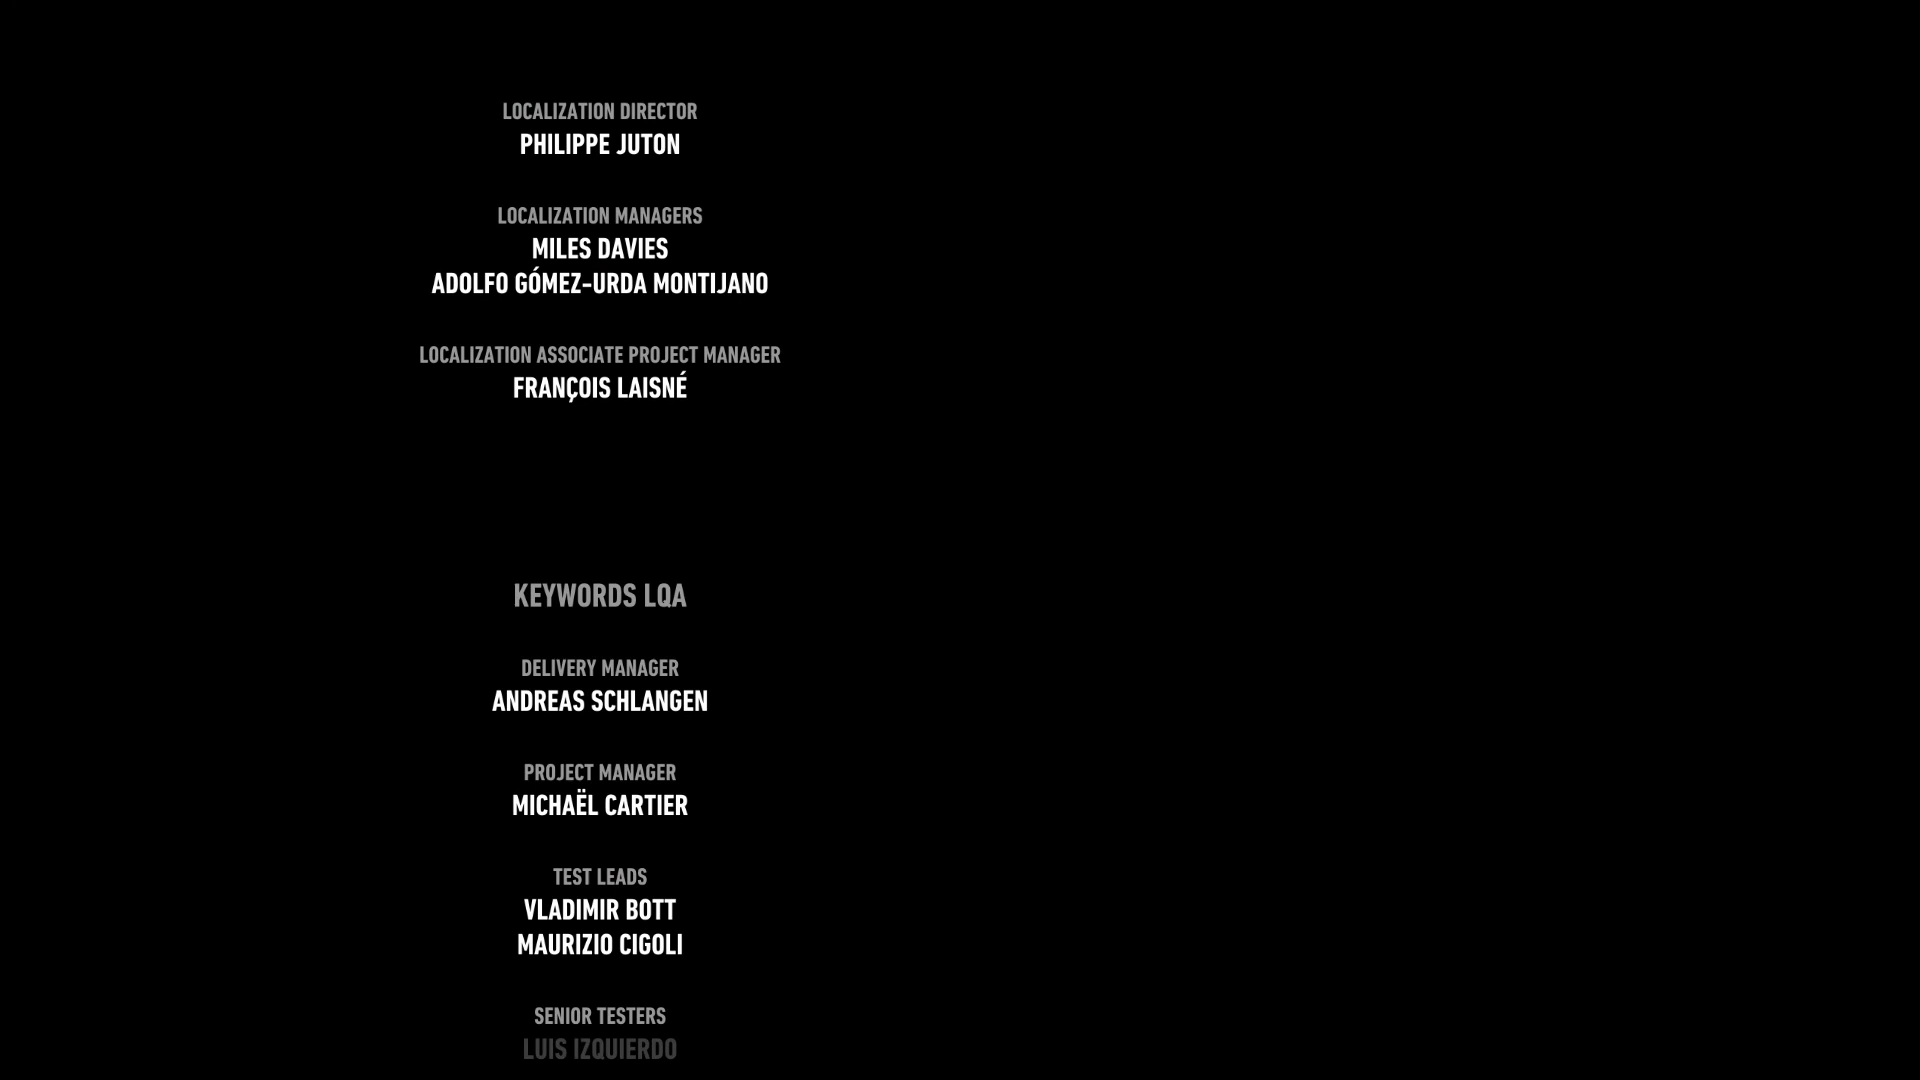 LOCALIZATION DIRECTOR
PHILIPPE JUTON
LOCALIZATION MANAGERS
MILES DAVIES
ADOLFO GÓMEZ-URDA MONTIJANO
LOCALIZATION ASSOCIATE PROJECT MANAGER
FRANÇOIS LAISNÉ
KEYWORDS LQA
DELIVERY MANAGER
ANDREAS SCHLANGEN
PROJECT MANAGER
MICHAËL CARTIER
TEST LEADS
VLADIMIR BOTT
MAURIZIO CIGOLI
SENIOR TESTERS
LUIS IZQUIERDO